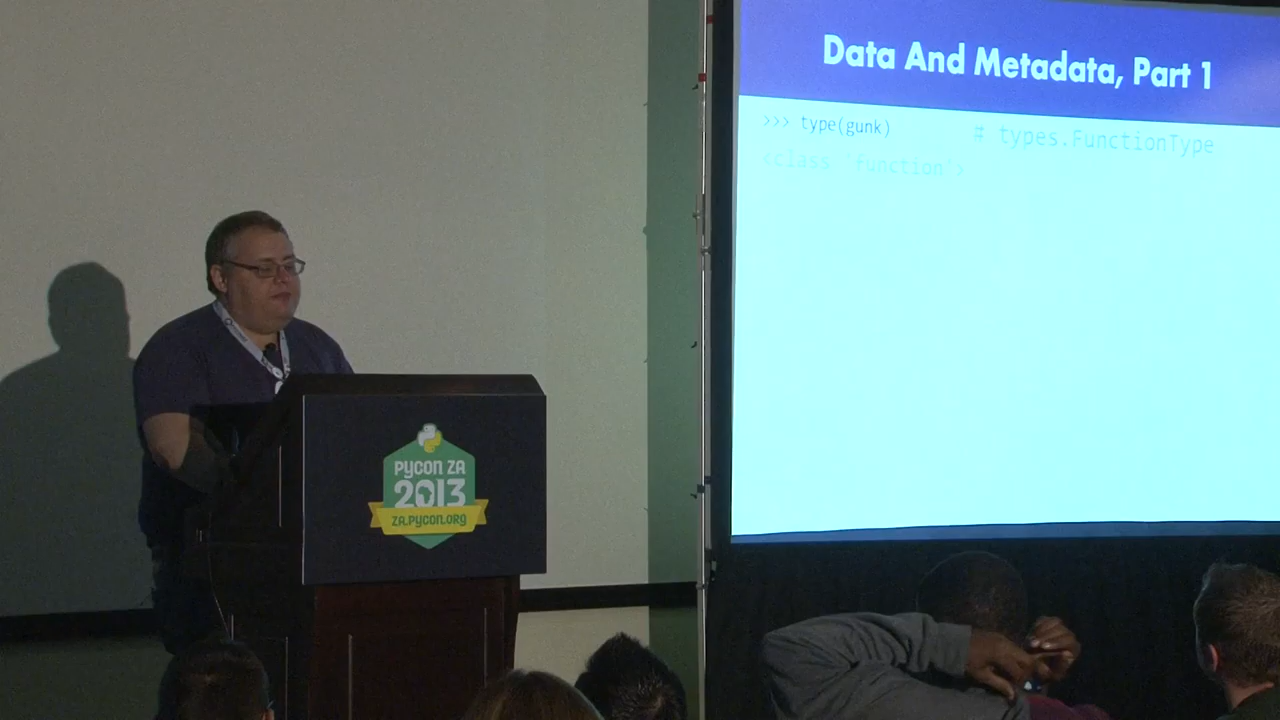 Data And Metadata, Part 1
>>> type(gunk) # types.FunctionType
<class 'function'>
PYCON ZA
2013
ZA.PYCON.ORG